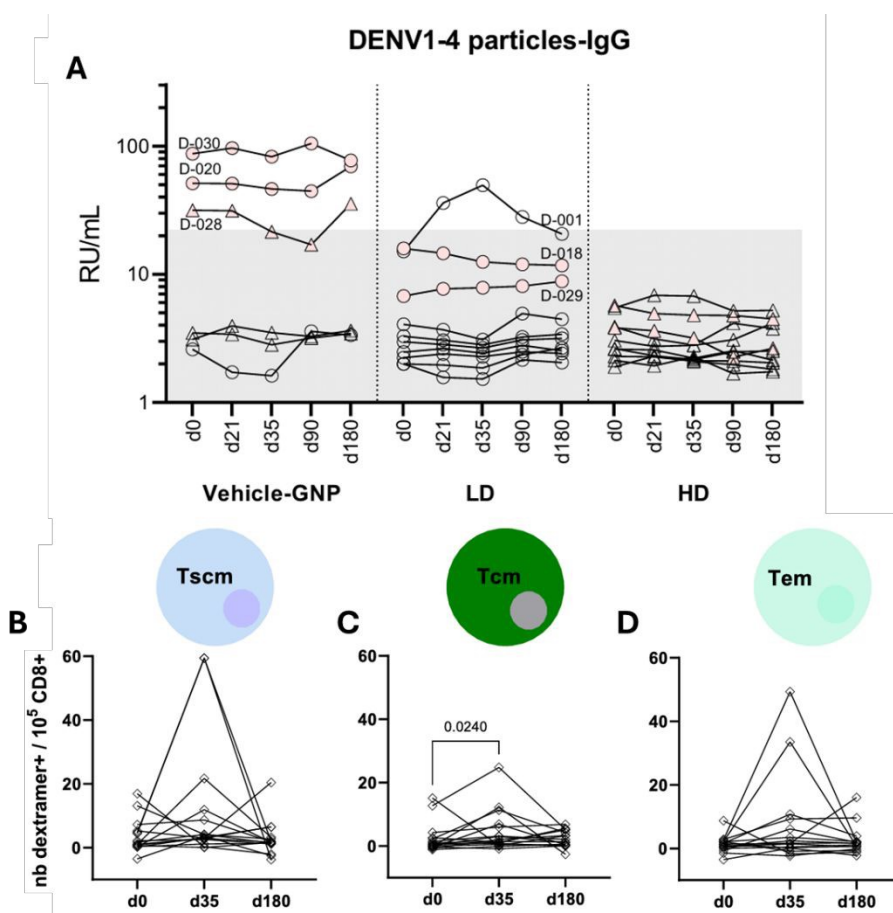 DENV1-4 particles-IgG
A
RU/mL
100
10
1
D-030
D-020
D-028
D-001
D-018
D-029
d0 d21 d35 d90 d180 d0 d21 d35 d90 d180 d0 d21 d35 d90 d180
Vehicle-GNP LD HD
Tscm Tcm Tem
B C D
nb dextramer+ / 10⁵ CD8+
60 60 60
40 40 40
0.0240
20 20 20
0 0 0
d0 d35 d180 d0 d35 d180 d0 d35 d180